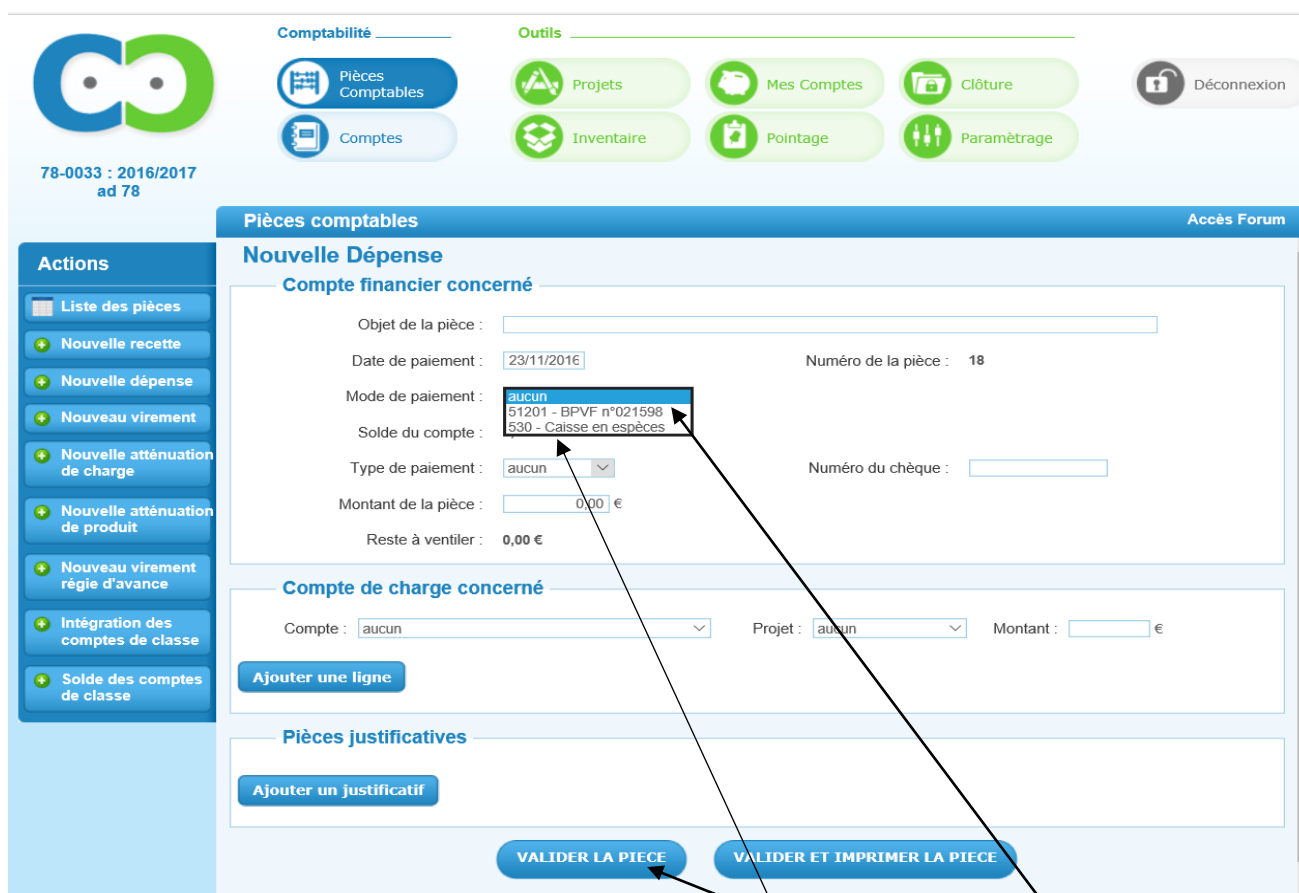 Comptabilité
Outils
Pièces
Comptables
Projets
Mes Comptes
Clôture
Déconnexion
Comptes
Inventaire
Pointage
Paramètrage
78-0033 : 2016/2017
ad 78
Pièces comptables
Accès Forum
Actions
Liste des pièces
Nouvelle recette
Nouvelle dépense
Nouveau virement
Nouvelle atténuation
de charge
Nouvelle atténuation
de produit
Nouveau virement
régie d'avance
Intégration des
comptes de classe
Solde des comptes
de classe
Nouvelle Dépense
Compte financier concerné
Objet de la pièce :
Date de paiement : 23/11/2016
Numéro de la pièce : 18
Mode de paiement : aucun
51201 - BPVF n°021598
530 - Caisse en espèces
Solde du compte :
Type de paiement : aucun
Numéro du chèque :
Montant de la pièce : 0,00 €
Reste à ventiler : 0,00 €
Compte de charge concerné
Compte : aucun
Projet : aucun
Montant : €
Ajouter une ligne
Pièces justificatives
Ajouter un justificatif
VALIDER LA PIECE
VALIDER ET IMPRIMER LA PIECE